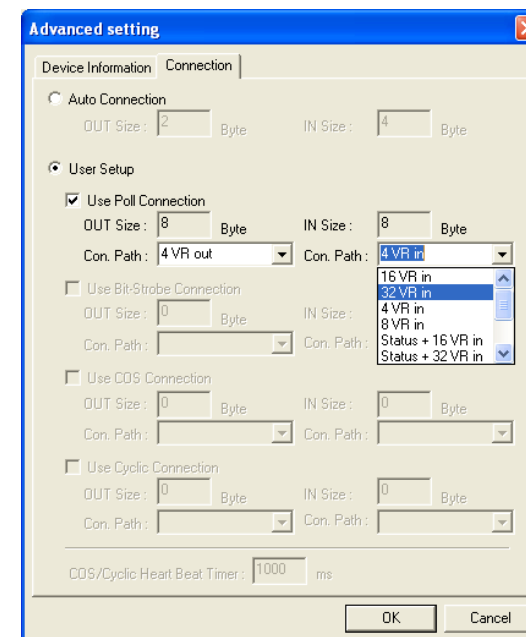 Advanced setting
Device Information Connection
Auto Connection
OUT Size : 2 Byte IN Size : 4 Byte
User Setup
Use Poll Connection
OUT Size : 8 Byte IN Size : 8 Byte
Con. Path : 4 VR out Con. Path : 4 VR in
16 VR in
32 VR in
4 VR in
8 VR in
Status + 16 VR in
Status + 32 VR in
Use Bit-Strobe Connection
OUT Size : 0 Byte IN Size :
Con. Path : Con. Path :
Use COS Connection
OUT Size : 0 Byte IN Size : 0 Byte
Con. Path : Con. Path :
Use Cyclic Connection
OUT Size : 0 Byte IN Size : 0 Byte
Con. Path : Con. Path :
COS/Cyclic Heart Beat Timer : 1000 ms
OK Cancel